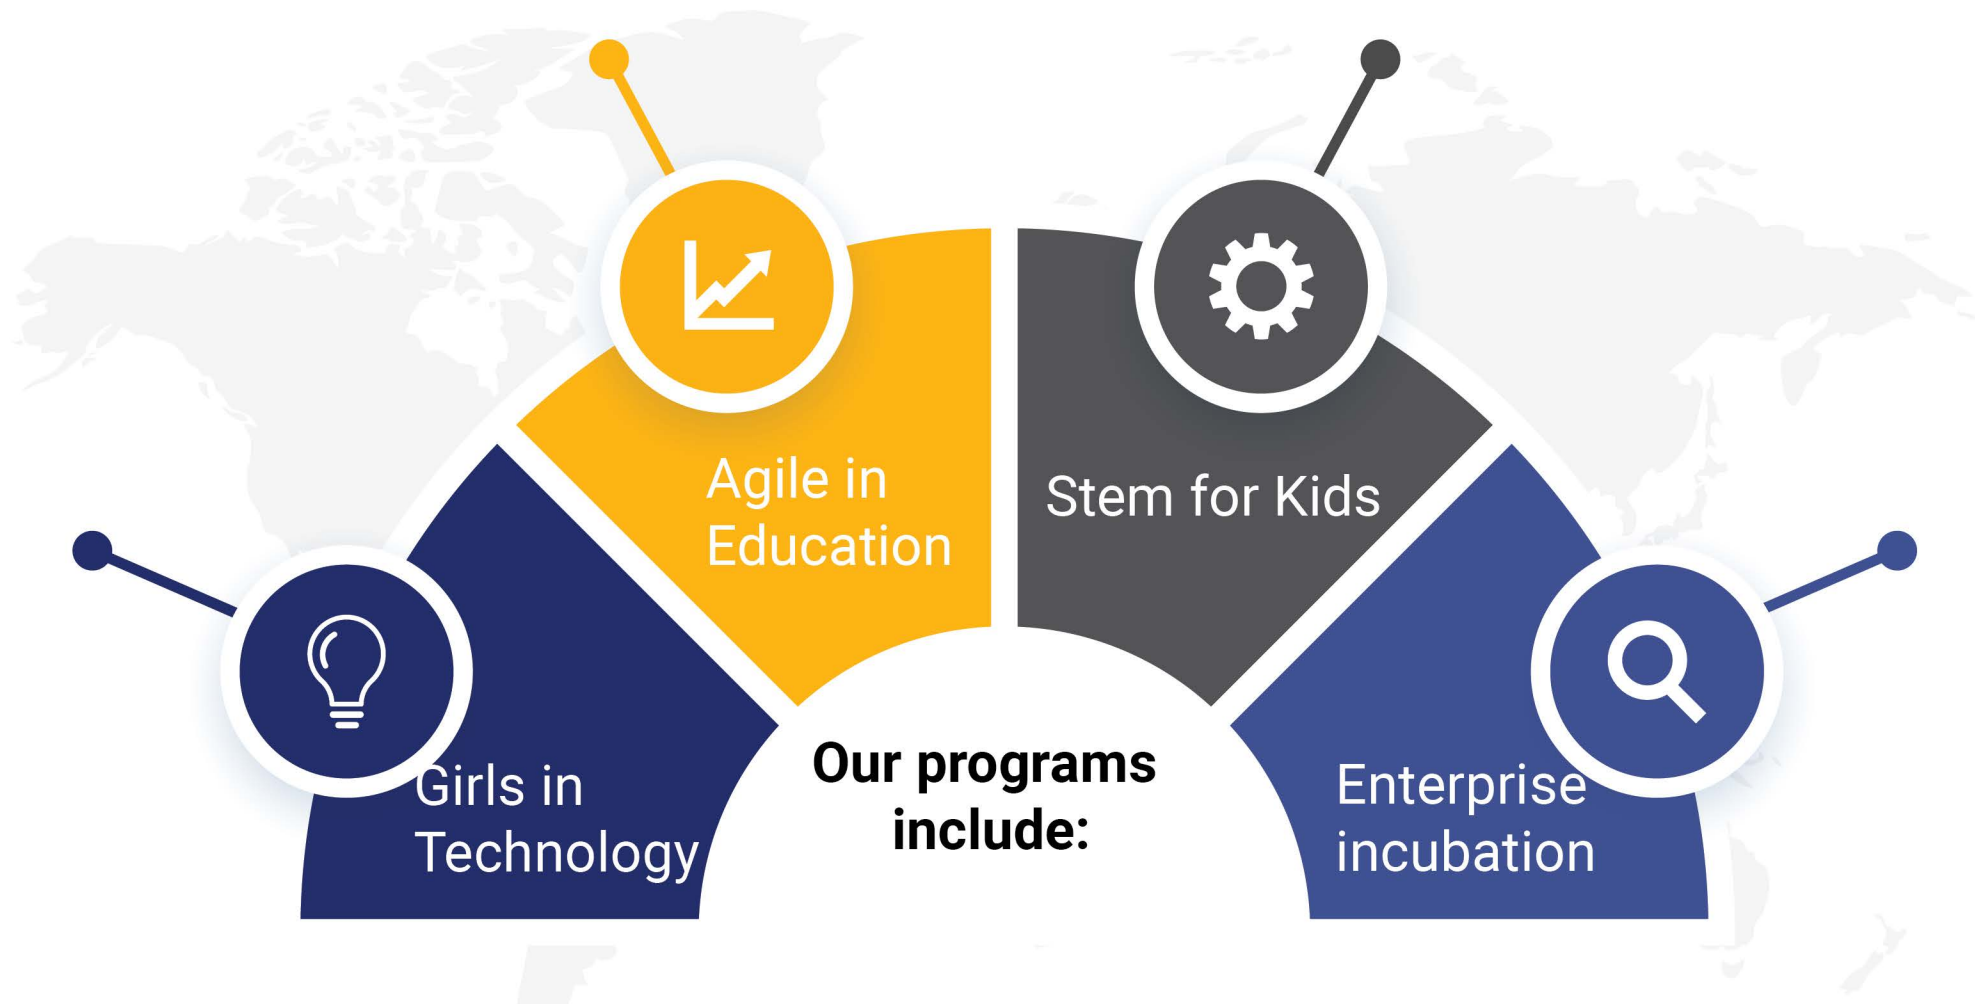 Agile in
Education
Stem for Kids
Girls in
Technology
Our programs
include:
Enterprise
incubation